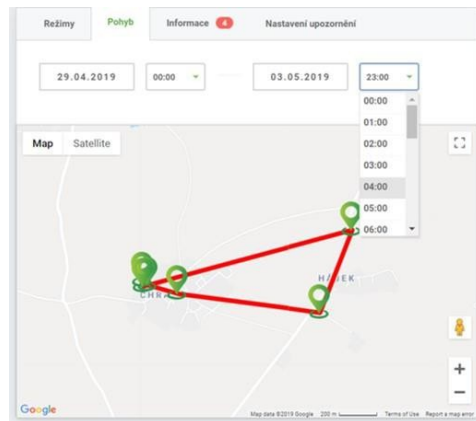 Režimy Pohyb Informace 4 Nastavení upozornění
29.04.2019 00:00 03.05.2019 23:00
00:00
01:00
02:00
03:00
04:00
05:00
06:00
Map Satellite
HÁJEK
Google Map data ©2019 Google 200 m Terms of Use Report a map error